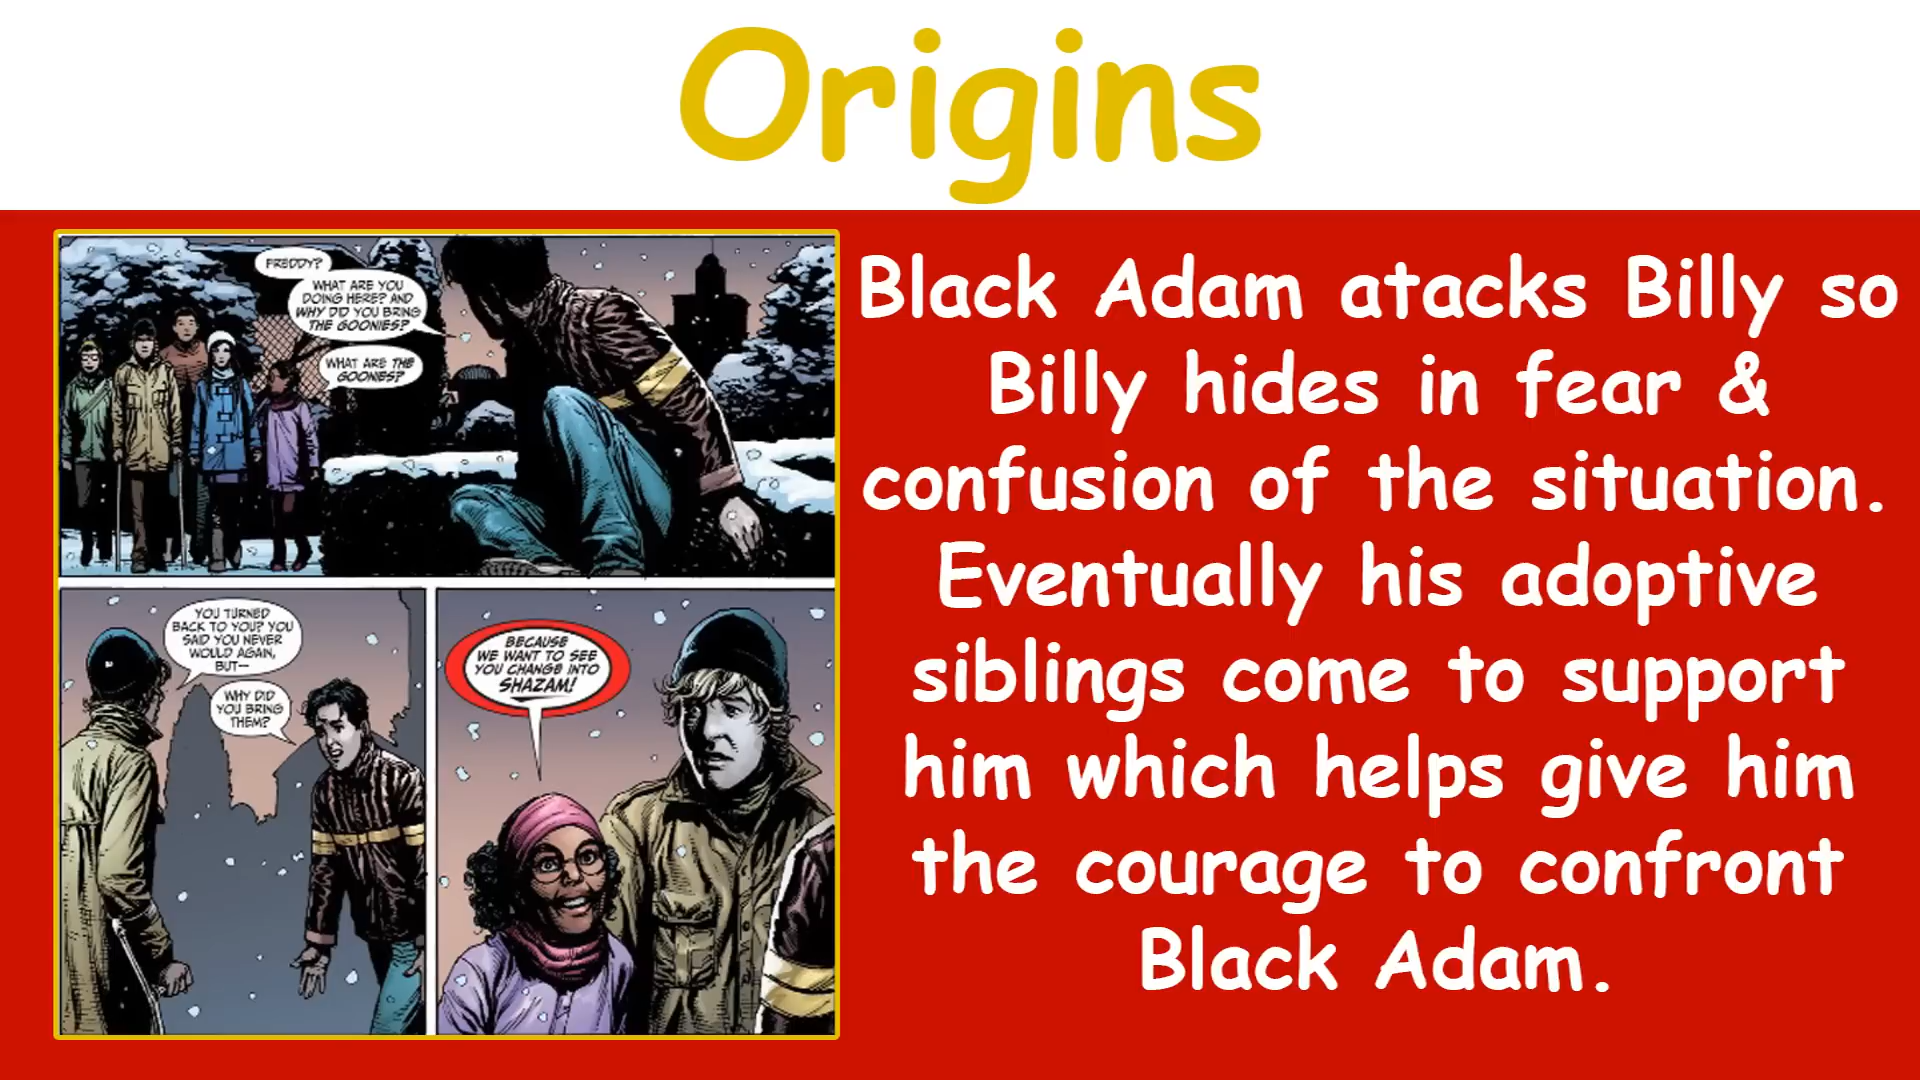 Origins
FREDDY?
WHAT ARE YOU
DOING HERE? AND
WHY DID YOU BRING
THE GOONIES?
WHAT ARE THE
GOONIES?
YOU TURNED
BACK TO YOU? YOU
SAID YOU NEVER
WOULD AGAIN,
BUT--
WHY DID
YOU BRING
THEM?
BECAUSE
WE WANT TO SEE
YOU CHANGE INTO
SHAZAM!
Black Adam atacks Billy so
Billy hides in fear &
confusion of the situation.
Eventually his adoptive
siblings come to support
him which helps give him
the courage to confront
Black Adam.